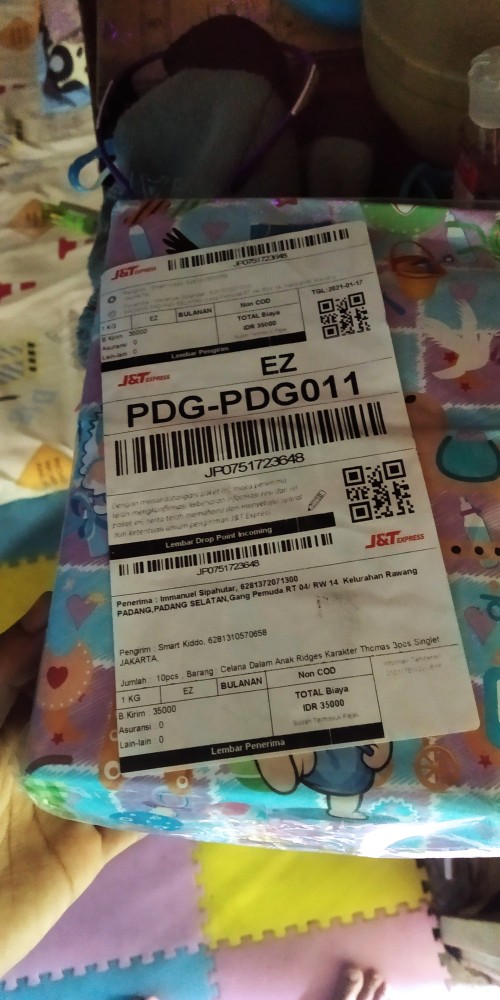 J&T EXPRESS
JP0751723648
TGL:2021-01-17
1 KG EZ BULANAN Non COD
B.Kirim 35000
Asuransi 0
Lain-lain 0
TOTAL Biaya
IDR 35000
Lembar Pengirim
J&T EXPRESS
EZ
PDG-PDG011
JP0751723648
Lembar Drop Point Incoming
J&T EXPRESS
JP0751723648
Penerima : Immanuel Sipahutar, 6281372071300
PADANG,PADANG SELATAN,Gang Pemuda RT 04/ RW 14 Kelurahan Rawang
Pengirim : Smart Kiddo, 6281310570658
JAKARTA,
Jumlah : 10pcs , Barang : Celana Dalam Anak Ridges Karakter Thomas 3pcs Singlet
1 KG EZ BULANAN Non COD
B.Kirim : 35000
Asuransi : 0
Lain-lain : 0
TOTAL Biaya
IDR 35000
Sudah Termasuk Pajak
Lembar Penerima